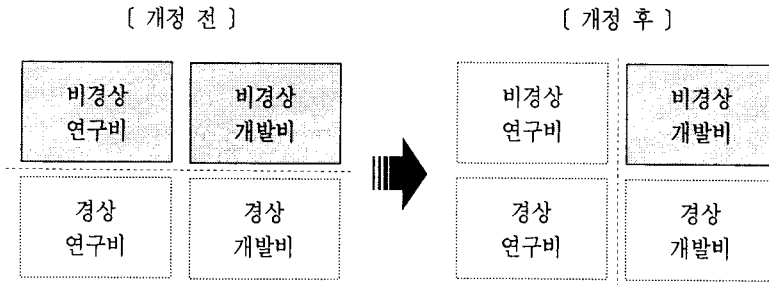 [ 개정 전 ]
비경상
연구비
비경상
개발비
경상
연구비
경상
개발비
[ 개정 후 ]
비경상
연구비
비경상
개발비
경상
연구비
경상
개발비